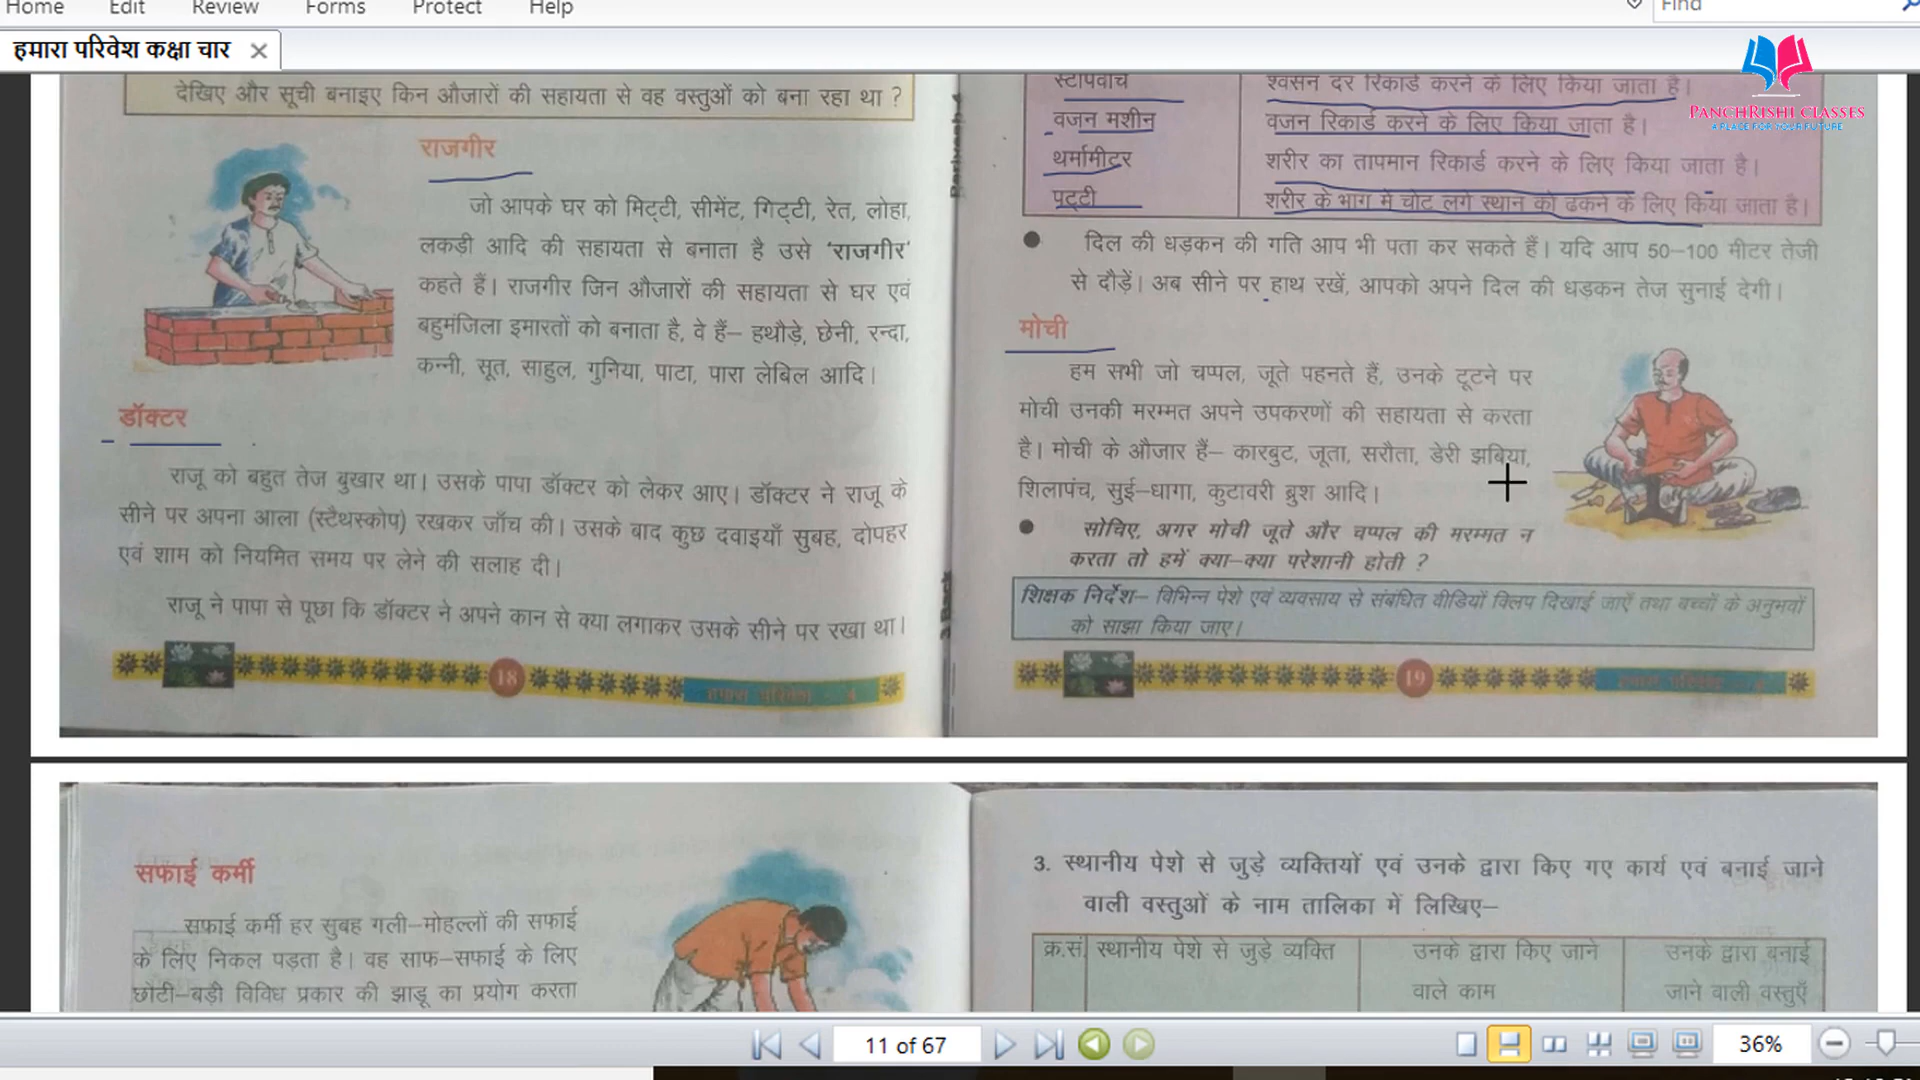 Home Edit Review Forms Protect Help
Find
हमारा परिवेश कक्षा चार
PANCHRISHI CLASSES
A PLACE FOR YOUR FUTURE
देखिए और सूची बनाइए किन औजारों की सहायता से वह वस्तुओं को बना रहा था ?
राजगीर
जो आपके घर को मिट्टी, सीमेंट, गिट्टी, रेत, लोहा,
लकड़ी आदि की सहायता से बनाता है उसे 'राजगीर'
कहते हैं। राजगीर जिन औजारों की सहायता से घर एवं
बहुमंजिला इमारतों को बनाता है, वे हैं– हथौड़े, छेनी, रन्दा,
कन्नी, सूत, साहुल, गुनिया, पाटा, पारा लेबिल आदि।
डॉक्टर
राजू को बहुत तेज बुखार था। उसके पापा डॉक्टर को लेकर आए। डॉक्टर ने राजू के
सीने पर अपना आला (स्टैथस्कोप) रखकर जाँच की। उसके बाद कुछ दवाइयाँ सुबह, दोपहर
एवं शाम को नियमित समय पर लेने की सलाह दी।
राजू ने पापा से पूछा कि डॉक्टर ने अपने कान से क्या लगाकर उसके सीने पर रखा था।
18
हमारा परिवेश - 4
स्टॉपवॉच श्वसन दर रिकार्ड करने के लिए किया जाता है।
वजन मशीन वजन रिकार्ड करने के लिए किया जाता है।
थर्मामीटर शरीर का तापमान रिकार्ड करने के लिए किया जाता है।
पट्टी शरीर के भाग मे चोट लगे स्थान को ढकने के लिए किया जाता है।
● दिल की धड़कन की गति आप भी पता कर सकते हैं। यदि आप 50–100 मीटर तेजी
से दौड़ें। अब सीने पर हाथ रखें, आपको अपने दिल की धड़कन तेज सुनाई देगी।
मोची
हम सभी जो चप्पल, जूते पहनते हैं, उनके टूटने पर
मोची उनकी मरम्मत अपने उपकरणों की सहायता से करता
है। मोची के औजार हैं– कारबुट, जूता, सरौता, डेरी झबिया,
शिलापंच, सुई–धागा, कुटावरी ब्रुश आदि।
● सोचिए, अगर मोची जूते और चप्पल की मरम्मत न
करता तो हमें क्या–क्या परेशानी होती ?
शिक्षक निर्देश– विभिन्न पेशे एवं व्यवसाय से संबंधित वीडियों क्लिप दिखाई जाएँ तथा बच्चों के अनुभवों
को साझा किया जाए।
19
सफाई कर्मी
सफाई कर्मी हर सुबह गली–मोहल्लों की सफाई
के लिए निकल पड़ता है। वह साफ–सफाई के लिए
छोटी–बड़ी विविध प्रकार की झाडू का प्रयोग करता
3. स्थानीय पेशे से जुड़े व्यक्तियों एवं उनके द्वारा किए गए कार्य एवं बनाई जाने
वाली वस्तुओं के नाम तालिका में लिखिए–
क्र.सं. स्थानीय पेशे से जुड़े व्यक्ति उनके द्वारा किए जाने उनके द्वारा बनाई
वाले काम जाने वाली वस्तुएँ
11 of 67
36%